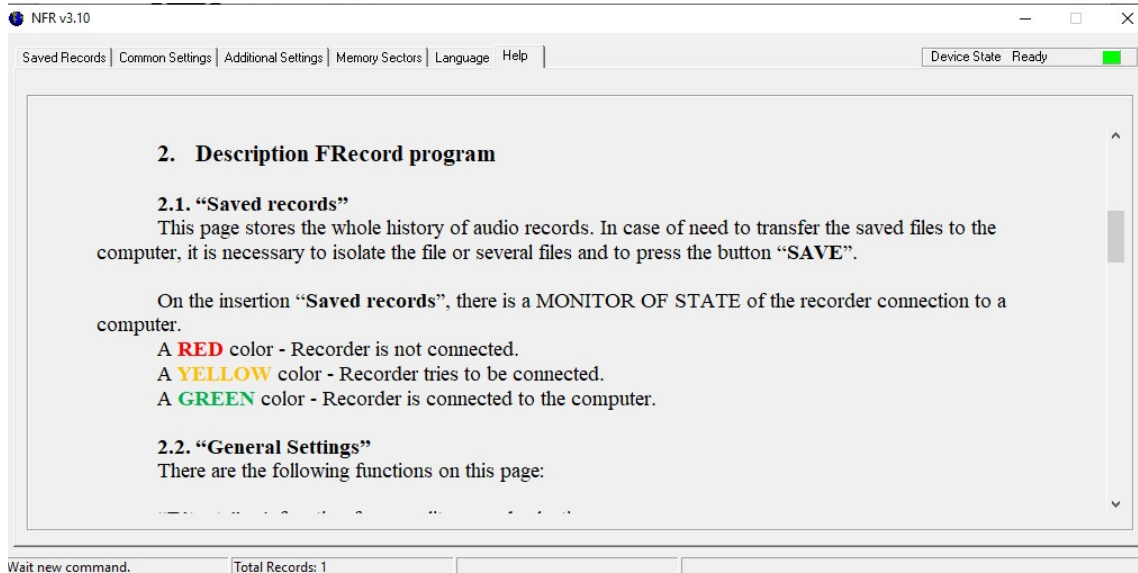 NFR v3.10
Saved Records Common Settings Additional Settings Memory Sectors Language Help Device State Ready
2. Description FRecord program
2.1. “Saved records”
This page stores the whole history of audio records. In case of need to transfer the saved files to the
computer, it is necessary to isolate the file or several files and to press the button “SAVE”.
On the insertion “Saved records”, there is a MONITOR OF STATE of the recorder connection to a
computer.
A RED color - Recorder is not connected.
A YELLOW color - Recorder tries to be connected.
A GREEN color - Recorder is connected to the computer.
2.2. “General Settings”
There are the following functions on this page:
Wait new command. Total Records: 1